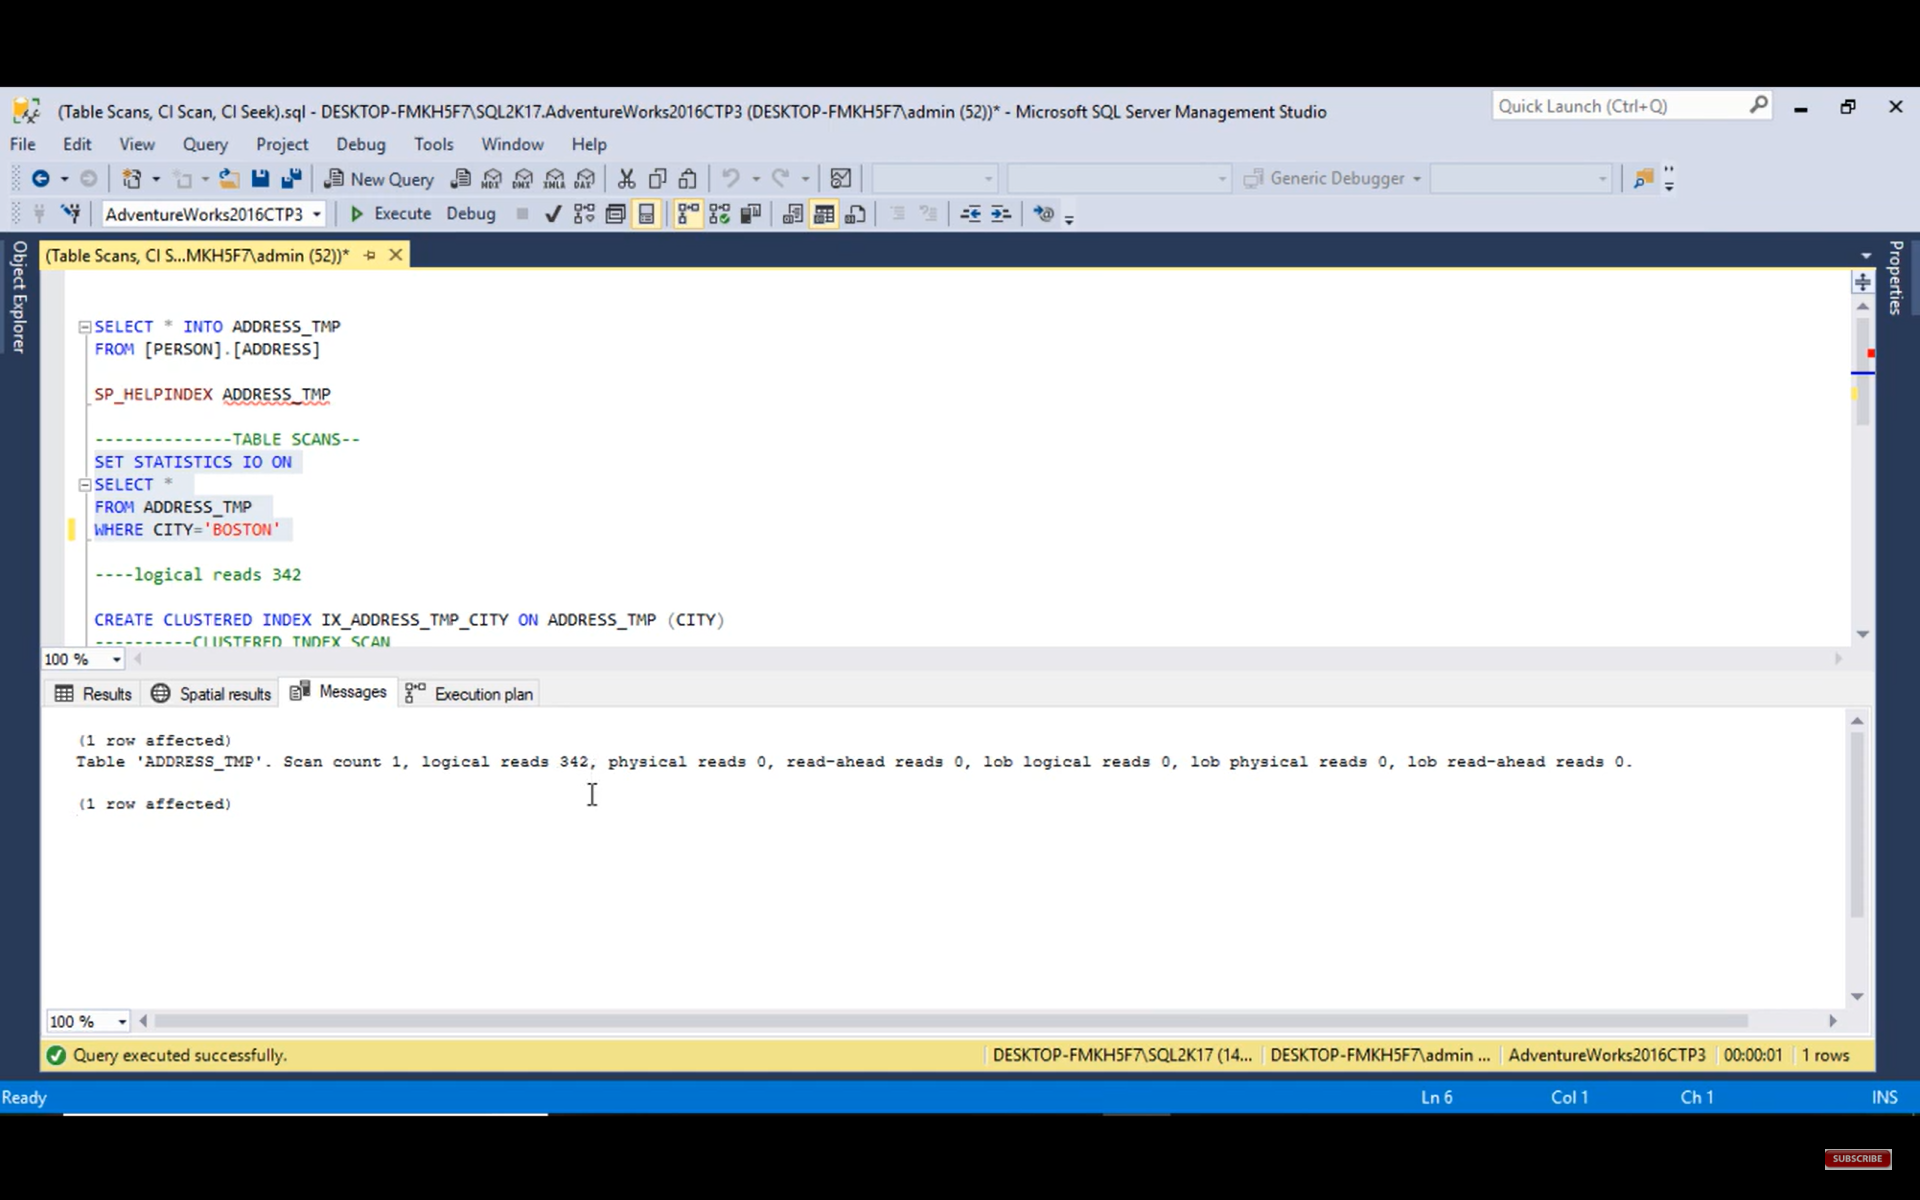 (Table Scans, CI Scan, CI Seek).sql - DESKTOP-FMKH5F7\SQL2K17.AdventureWorks2016CTP3 (DESKTOP-FMKH5F7\admin (52))* - Microsoft SQL Server Management Studio
Quick Launch (Ctrl+Q)
File Edit View Query Project Debug Tools Window Help
New Query MDX DMX XMLA DAX Generic Debugger
AdventureWorks2016CTP3 Execute Debug
Object Explorer
(Table Scans, CI S...MKH5F7\admin (52))*
Properties
SELECT * INTO ADDRESS_TMP
FROM [PERSON].[ADDRESS]
SP_HELPINDEX ADDRESS_TMP
--------------TABLE SCANS--
SET STATISTICS IO ON
SELECT *
FROM ADDRESS_TMP
WHERE CITY='BOSTON'
----logical reads 342
CREATE CLUSTERED INDEX IX_ADDRESS_TMP_CITY ON ADDRESS_TMP (CITY)
----------CLUSTERED INDEX SCAN
100 %
Results Spatial results Messages Execution plan
(1 row affected)
Table 'ADDRESS_TMP'. Scan count 1, logical reads 342, physical reads 0, read-ahead reads 0, lob logical reads 0, lob physical reads 0, lob read-ahead reads 0.
(1 row affected)
100 %
Query executed successfully. DESKTOP-FMKH5F7\SQL2K17 (14... DESKTOP-FMKH5F7\admin ... AdventureWorks2016CTP3 00:00:01 1 rows
Ready Ln 6 Col 1 Ch 1 INS
SUBSCRIBE